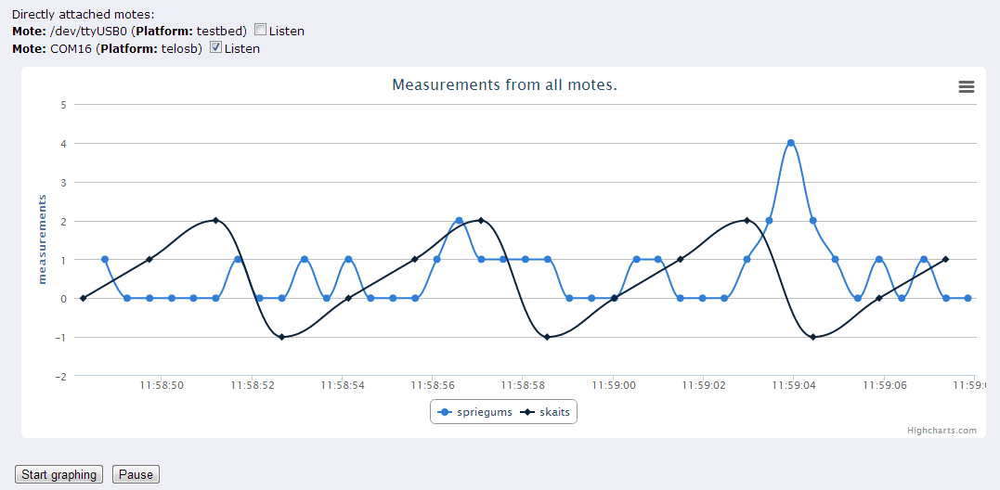 Directly attached motes:
Mote: /dev/ttyUSB0 (Platform: testbed) Listen
Mote: COM16 (Platform: telosb) Listen
Measurements from all motes.
measurements
5
4
3
2
1
0
-1
-2
11:58:50 11:58:52 11:58:54 11:58:56 11:58:58 11:59:00 11:59:02 11:59:04 11:59:06
spriegums skaits
Highcharts.com
Start graphing Pause